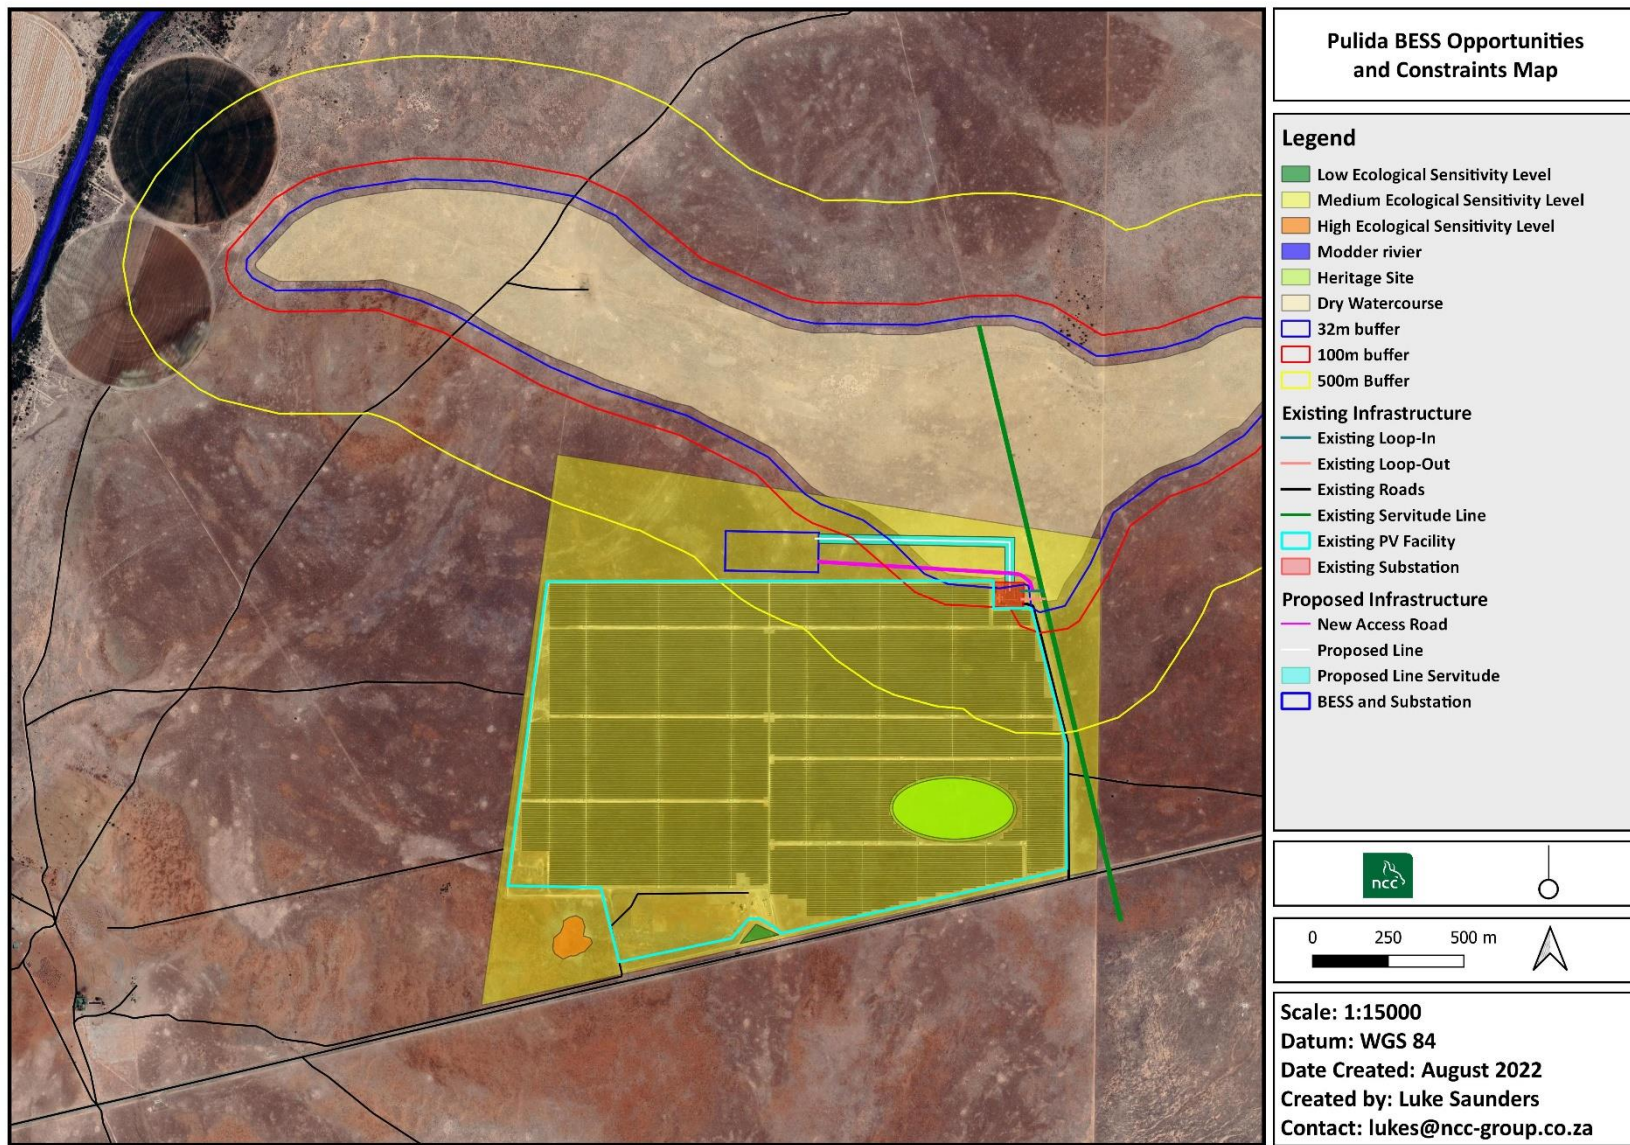 Pulida BESS Opportunities
and Constraints Map
Legend
Low Ecological Sensitivity Level
Medium Ecological Sensitivity Level
High Ecological Sensitivity Level
Modder rivier
Heritage Site
Dry Watercourse
32m buffer
100m buffer
500m Buffer
Existing Infrastructure
Existing Loop-In
Existing Loop-Out
Existing Roads
Existing Servitude Line
Existing PV Facility
Existing Substation
Proposed Infrastructure
New Access Road
Proposed Line
Proposed Line Servitude
BESS and Substation
ncc
0 250 500 m
Scale: 1:15000
Datum: WGS 84
Date Created: August 2022
Created by: Luke Saunders
Contact: lukes@ncc-group.co.za